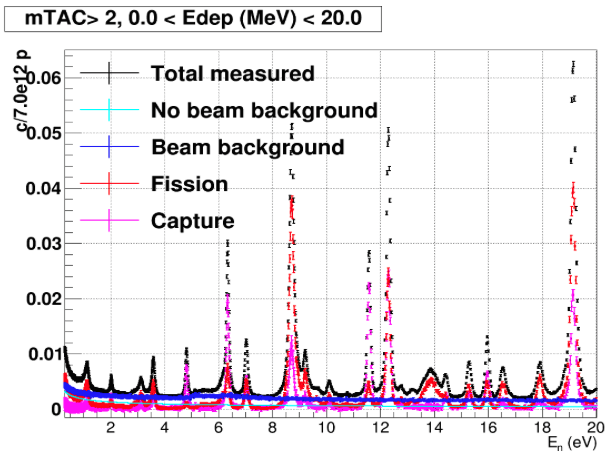 mTAC> 2, 0.0 < Edep (MeV) < 20.0
c/7.0e12 p
0.06
0.05
0.04
0.03
0.02
0.01
0
Total measured
No beam background
Beam background
Fission
Capture
2 4 6 8 10 12 14 16 18 20
E_n (eV)